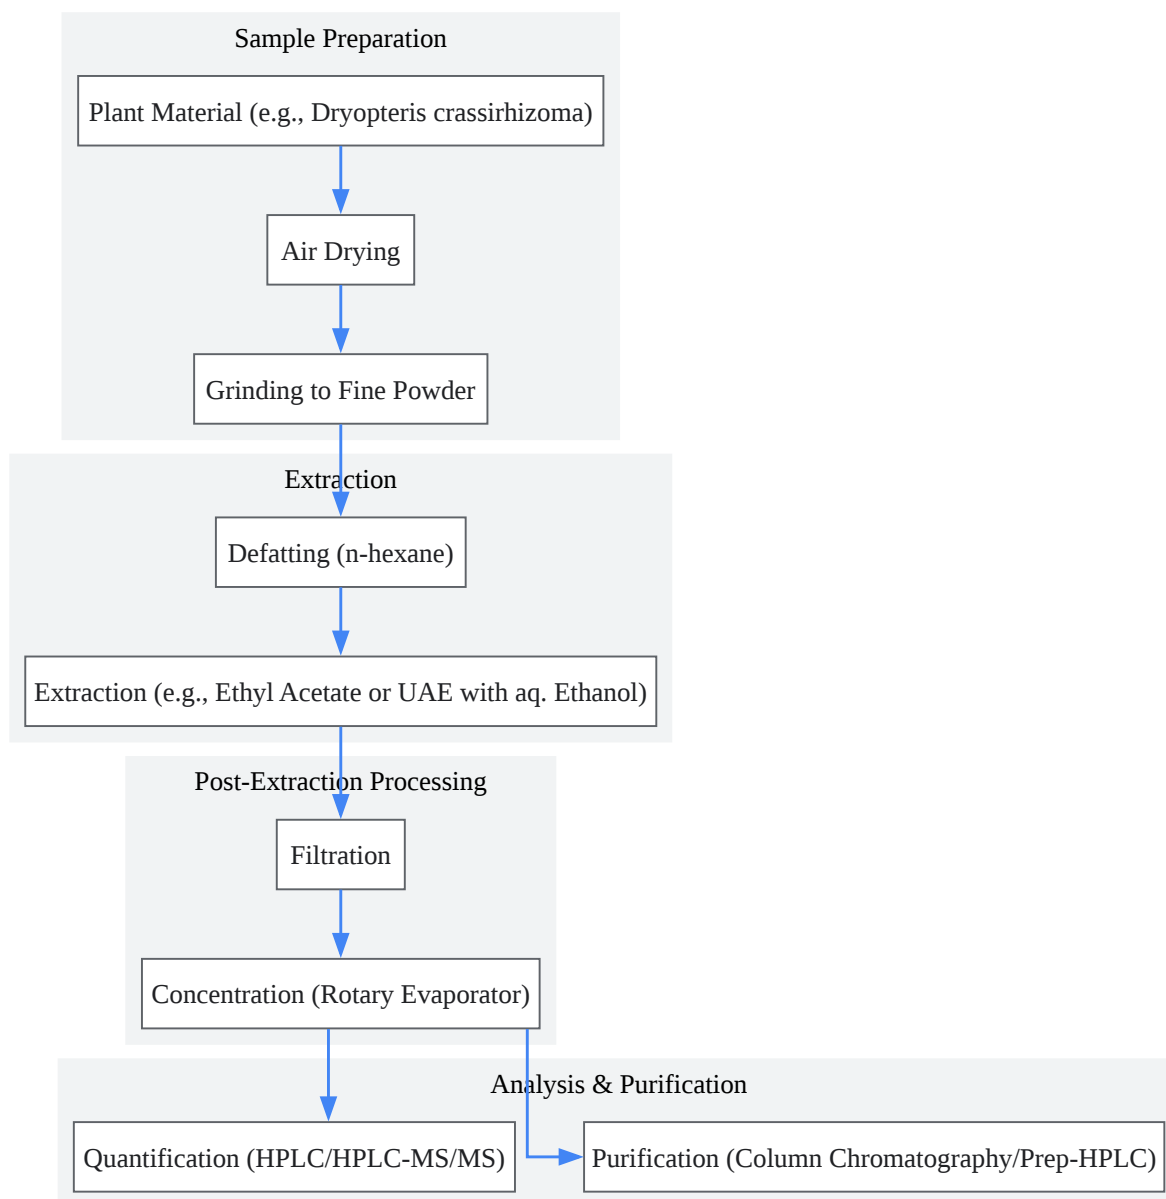 Sample Preparation
Plant Material (e.g., Dryopteris crassirhizoma)
Air Drying
Grinding to Fine Powder
Extraction
Defatting (n-hexane)
Extraction (e.g., Ethyl Acetate or UAE with aq. Ethanol)
Post-Extraction Processing
Filtration
Concentration (Rotary Evaporator)
Analysis & Purification
Quantification (HPLC/HPLC-MS/MS)
Purification (Column Chromatography/Prep-HPLC)